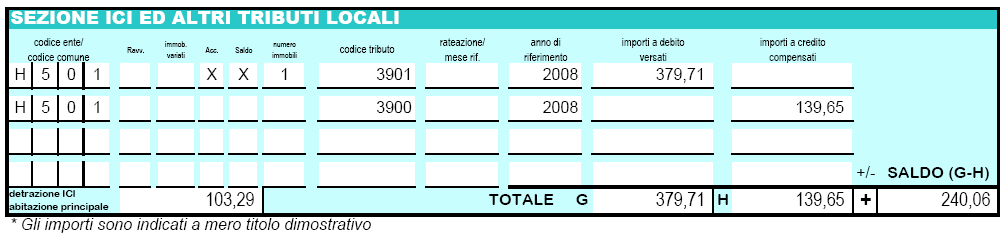 SEZIONE ICI ED ALTRI TRIBUTI LOCALI
codice ente/ codice comune Ravv. immob. variati Acc. Saldo numero immobili codice tributo rateazione/ mese rif. anno di riferimento importi a debito versati importi a credito compensati
H 5 0 1 X X 1 3901 2008 379,71
H 5 0 1 3900 2008 139,65
+/- SALDO (G-H)
detrazione ICI abitazione principale 103,29 TOTALE G 379,71 H 139,65 + 240,06
* Gli importi sono indicati a mero titolo dimostrativo